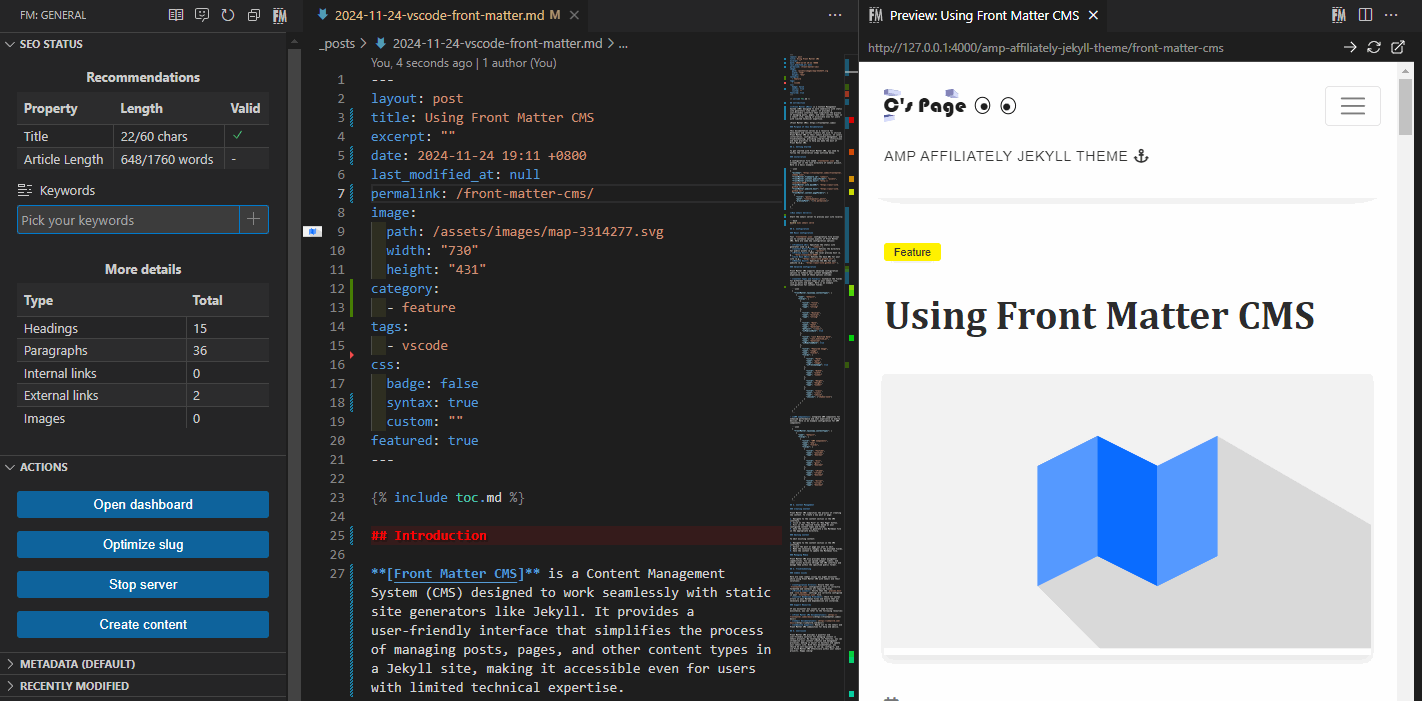 FM: GENERAL
SEO STATUS
Recommendations
Property Length Valid
Title 22/60 chars ✓
Article Length 648/1760 words -
Keywords
Pick your keywords
More details
Type Total
Headings 15
Paragraphs 36
Internal links 0
External links 2
Images 0
ACTIONS
Open dashboard
Optimize slug
Stop server
Create content
METADATA (DEFAULT)
RECENTLY MODIFIED
2024-11-24-vscode-front-matter.md M
_posts > 2024-11-24-vscode-front-matter.md > ...
You, 4 seconds ago | 1 author (You)
1 ---
2 layout: post
3 title: Using Front Matter CMS
4 excerpt: ""
5 date: 2024-11-24 19:11 +0800
6 last_modified_at: null
7 permalink: /front-matter-cms/
8 image:
9 path: /assets/images/map-3314277.svg
10 width: "730"
11 height: "431"
12 category:
13 - feature
14 tags:
15 - vscode
16 css:
17 badge: false
18 syntax: true
19 custom: ""
20 featured: true
21 ---
22
23 {% include toc.md %}
24
25 ## Introduction
26
27 **[Front Matter CMS]** is a Content Management
System (CMS) designed to work seamlessly with static
site generators like Jekyll. It provides a
user-friendly interface that simplifies the process
of managing posts, pages, and other content types in
a Jekyll site, making it accessible even for users
with limited technical expertise.
FM Preview: Using Front Matter CMS
http://127.0.0.1:4000/amp-affiliately-jekyll-theme/front-matter-cms
C's Page
AMP AFFILIATELY JEKYLL THEME
Feature
Using Front Matter CMS